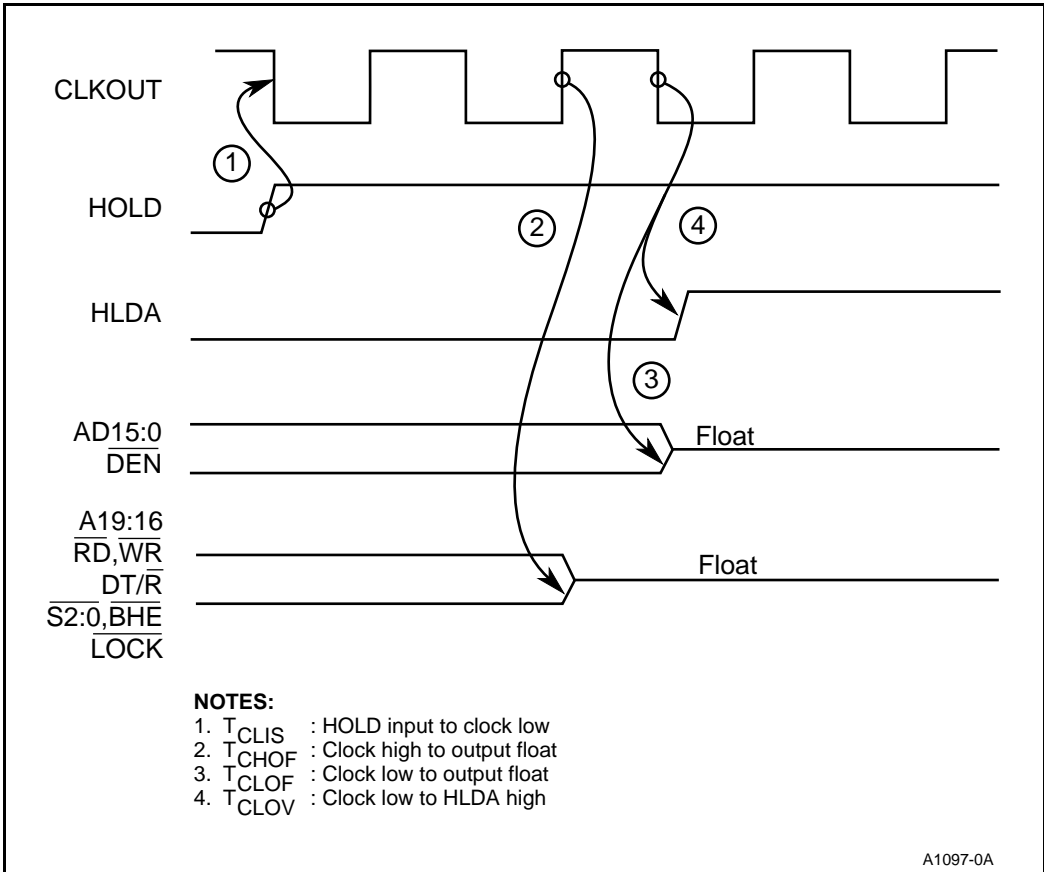 CLKOUT
1
HOLD
2
4
HLDA
3
AD15:0
DEN
Float
A19:16
RD,WR
DT/R
S2:0,BHE
LOCK
Float
NOTES:
1. TCLIS : HOLD input to clock low
2. TCHOF : Clock high to output float
3. TCLOF : Clock low to output float
4. TCLOV : Clock low to HLDA high
A1097-0A